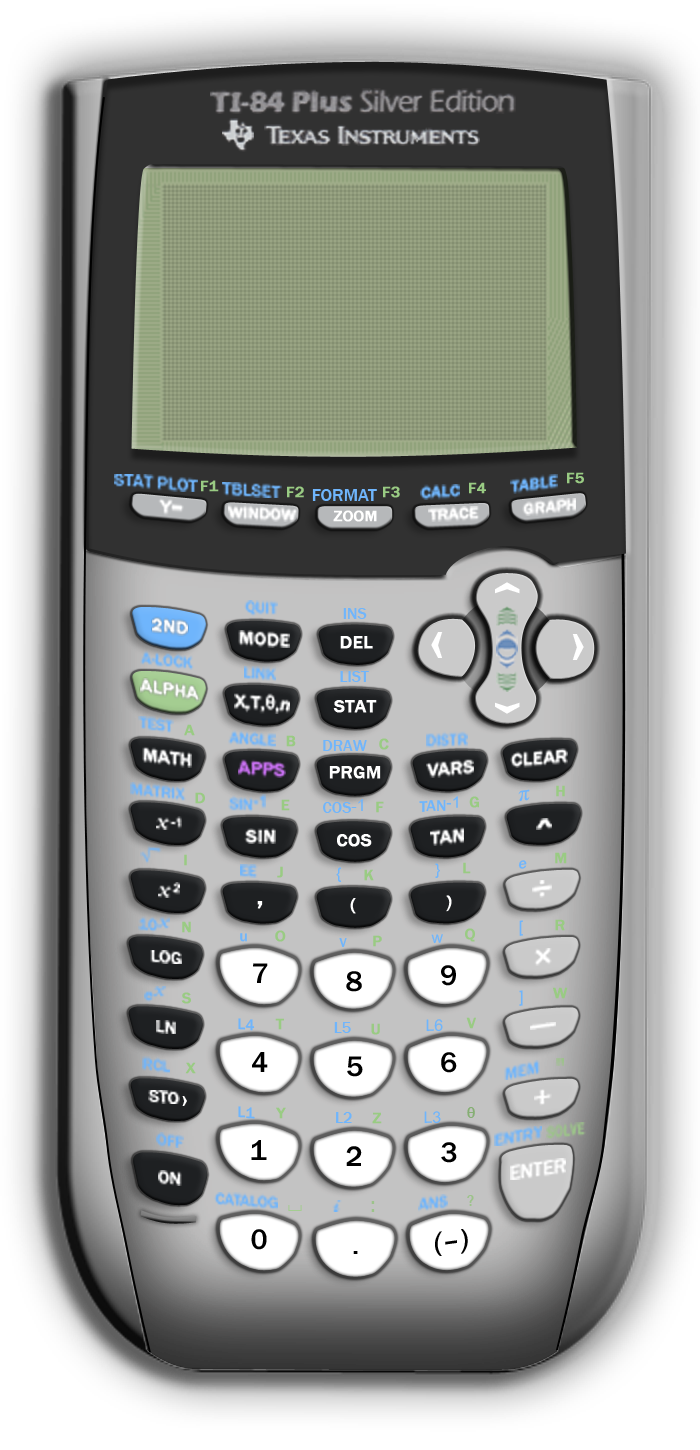 TI-84 Plus Silver Edition
TEXAS INSTRUMENTS
STAT PLOT F1 TBLSET F2 FORMAT F3 CALC F4 TABLE F5
Y= WINDOW ZOOM TRACE GRAPH
QUIT INS
2ND MODE DEL
A-LOCK LINK LIST
ALPHA X,T,θ,n STAT
TEST A ANGLE B DRAW C DISTR
MATH APPS PRGM VARS CLEAR
MATRIX D SIN-1 E COS-1 F TAN-1 G π H
x-1 SIN COS TAN ^
√ I EE J { K } L e M
x2 , ( ) ÷
10x N u O v P w Q [ R
LOG 7 8 9 ×
ex S L4 T L5 U L6 V ] W
LN 4 5 6 —
RCL X L1 Y L2 Z L3 θ MEM
STO› 1 2 3 +
OFF CATALOG i : ANS ? ENTRY SOLVE
ON 0 . (-) ENTER